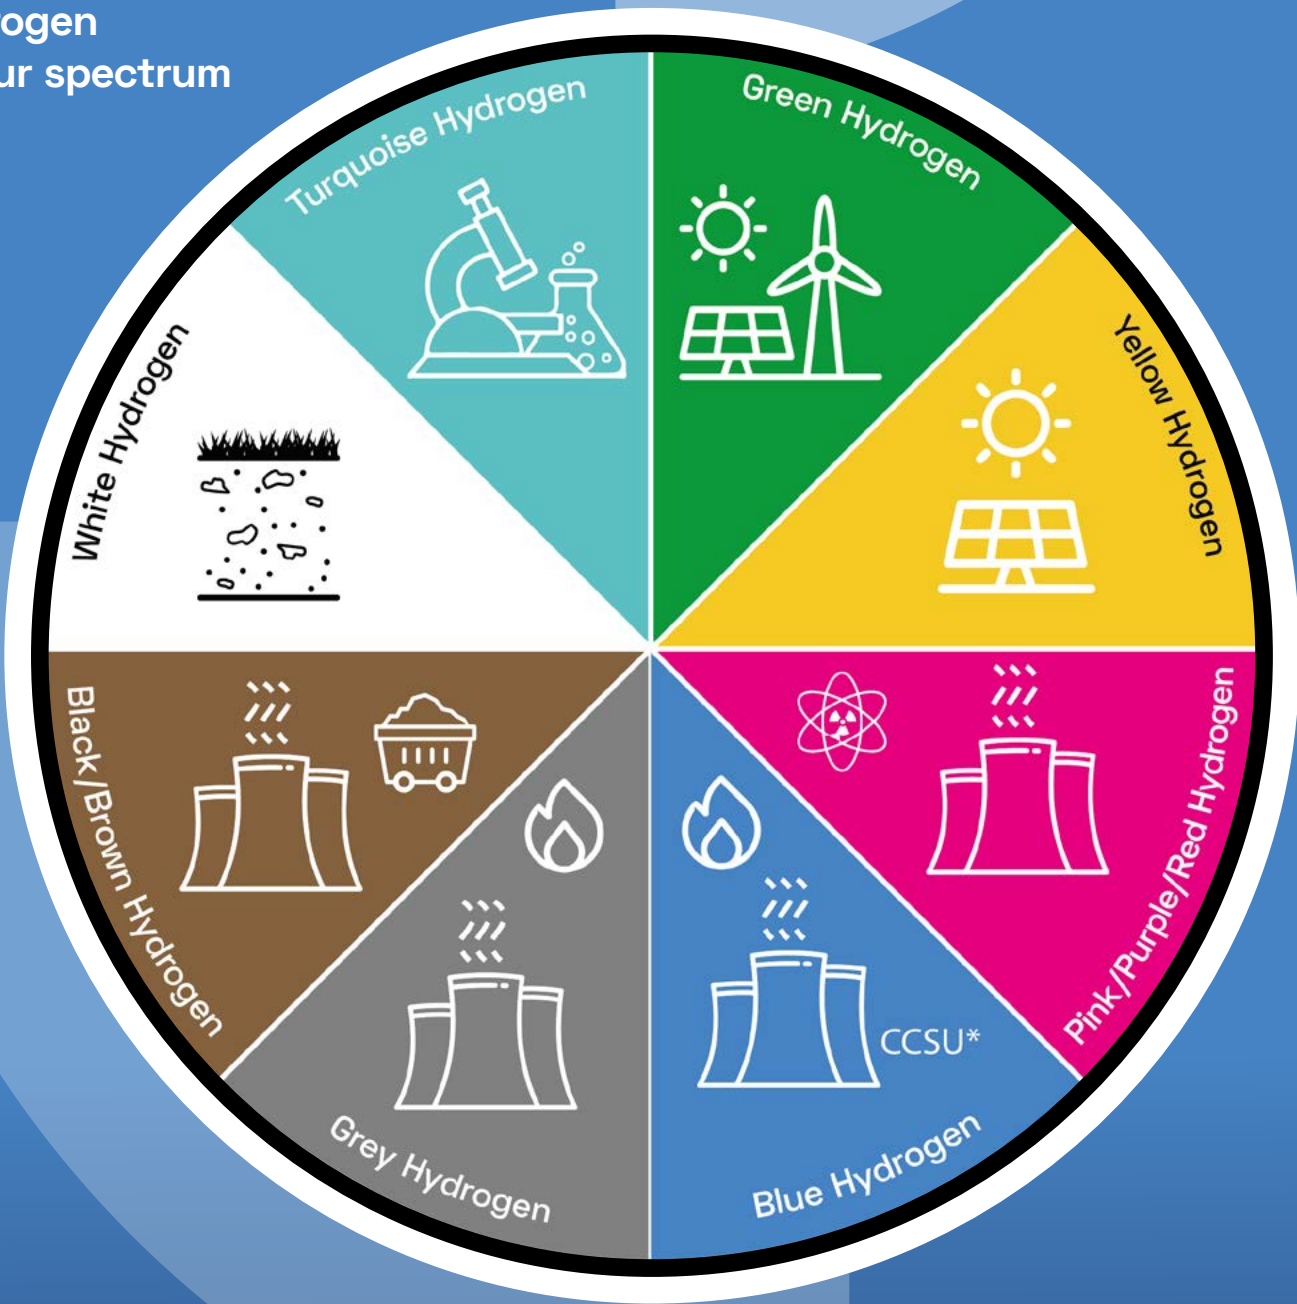 rogen
ur spectrum
Turquoise Hydrogen
Green Hydrogen
White Hydrogen
Yellow Hydrogen
Black/Brown Hydrogen
Pink/Purple/Red Hydrogen
CCSU*
Grey Hydrogen
Blue Hydrogen